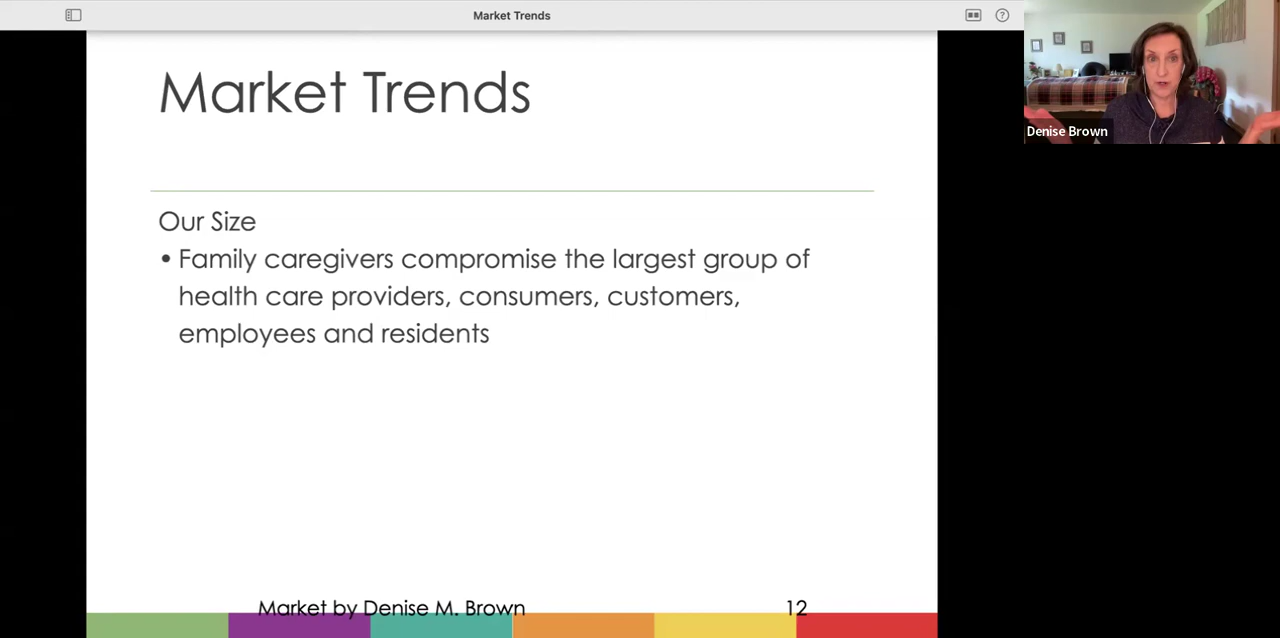 Market Trends
Denise Brown
Market Trends
Our Size
• Family caregivers compromise the largest group of
health care providers, consumers, customers,
employees and residents
Market by Denise M. Brown
12